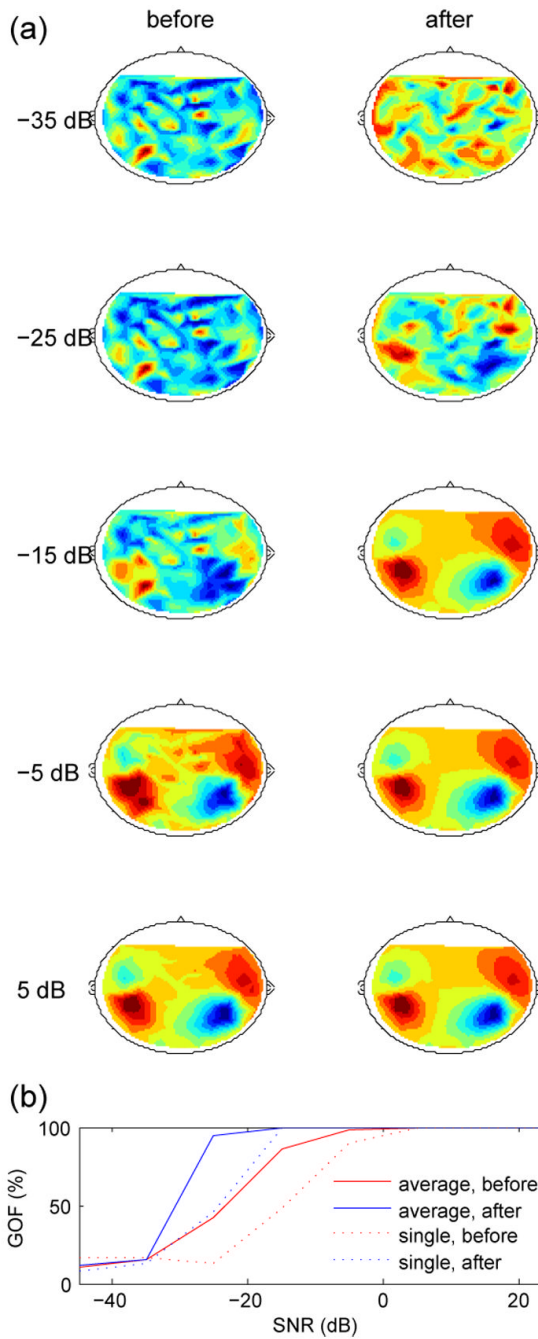 (a) before after
−35 dB
−25 dB
−15 dB
−5 dB
5 dB
(b)
100
50
0
GOF (%)
average, before
average, after
single, before
single, after
−40 −20 0 20
SNR (dB)